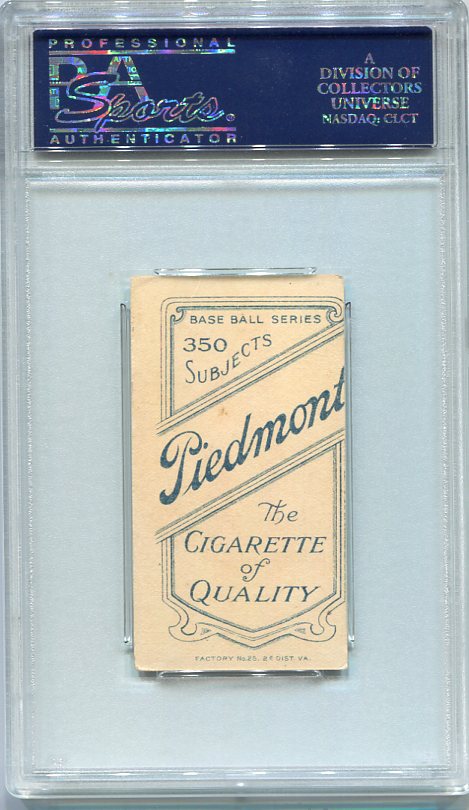 PROFESSIONAL
PSA
Sports.
AUTHENTICATOR
A
DIVISION OF
COLLECTORS
UNIVERSE
NASDAQ: CLCT
BASE BALL SERIES
350
SUBJECTS
Piedmont
The
CIGARETTE
of
QUALITY
FACTORY No. 25, 2D DIST. VA.